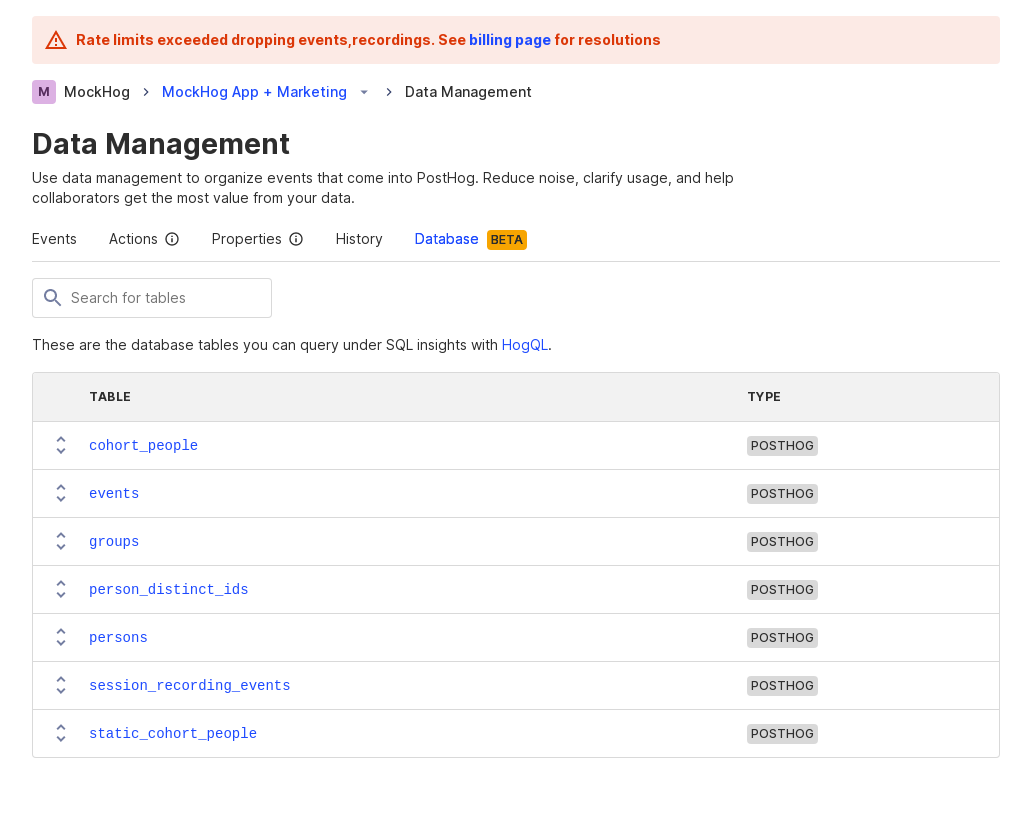 Rate limits exceeded dropping events,recordings. See billing page for resolutions
M MockHog MockHog App + Marketing Data Management
Data Management
Use data management to organize events that come into PostHog. Reduce noise, clarify usage, and help
collaborators get the most value from your data.
Events Actions Properties History Database BETA
Search for tables
These are the database tables you can query under SQL insights with HogQL.
TABLE TYPE
cohort_people POSTHOG
events POSTHOG
groups POSTHOG
person_distinct_ids POSTHOG
persons POSTHOG
session_recording_events POSTHOG
static_cohort_people POSTHOG